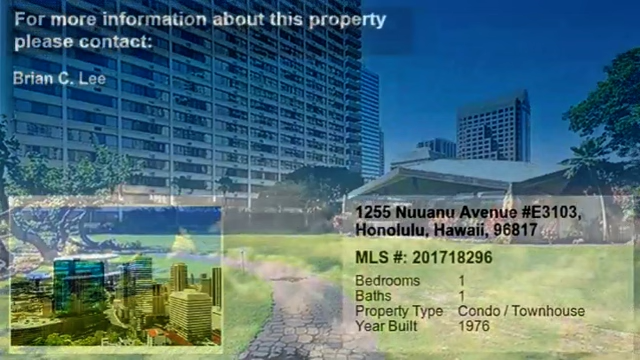 For more information about this property
please contact:
Brian C. Lee
1255 Nuuanu Avenue #E3103,
Honolulu, Hawaii, 96817
MLS #: 201718296
Bedrooms 1
Baths 1
Property Type Condo / Townhouse
Year Built 1976